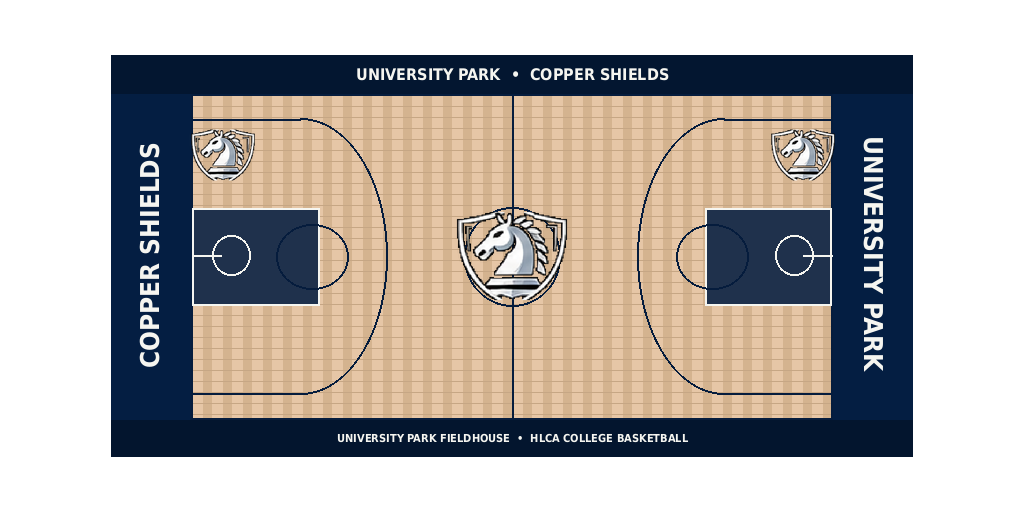 UNIVERSITY PARK • COPPER SHIELDS
COPPER SHIELDS
UNIVERSITY PARK
UNIVERSITY PARK FIELDHOUSE • HLCA COLLEGE BASKETBALL